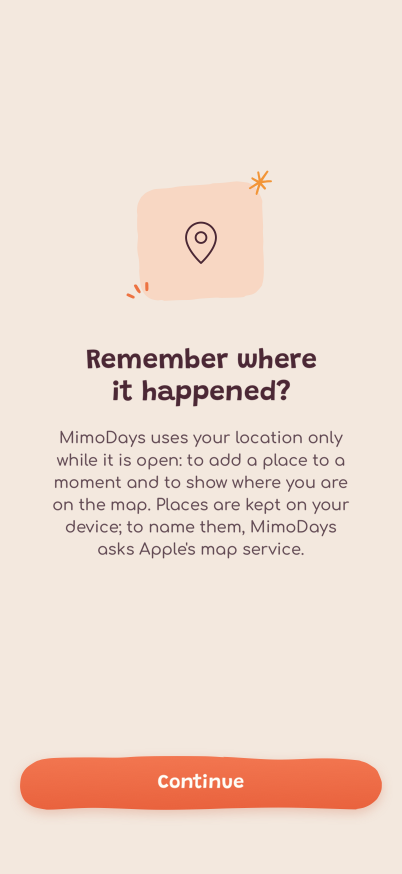 Remember where
it happened?
MimoDays uses your location only
while it is open: to add a place to a
moment and to show where you are
on the map. Places are kept on your
device; to name them, MimoDays
asks Apple's map service.
Continue